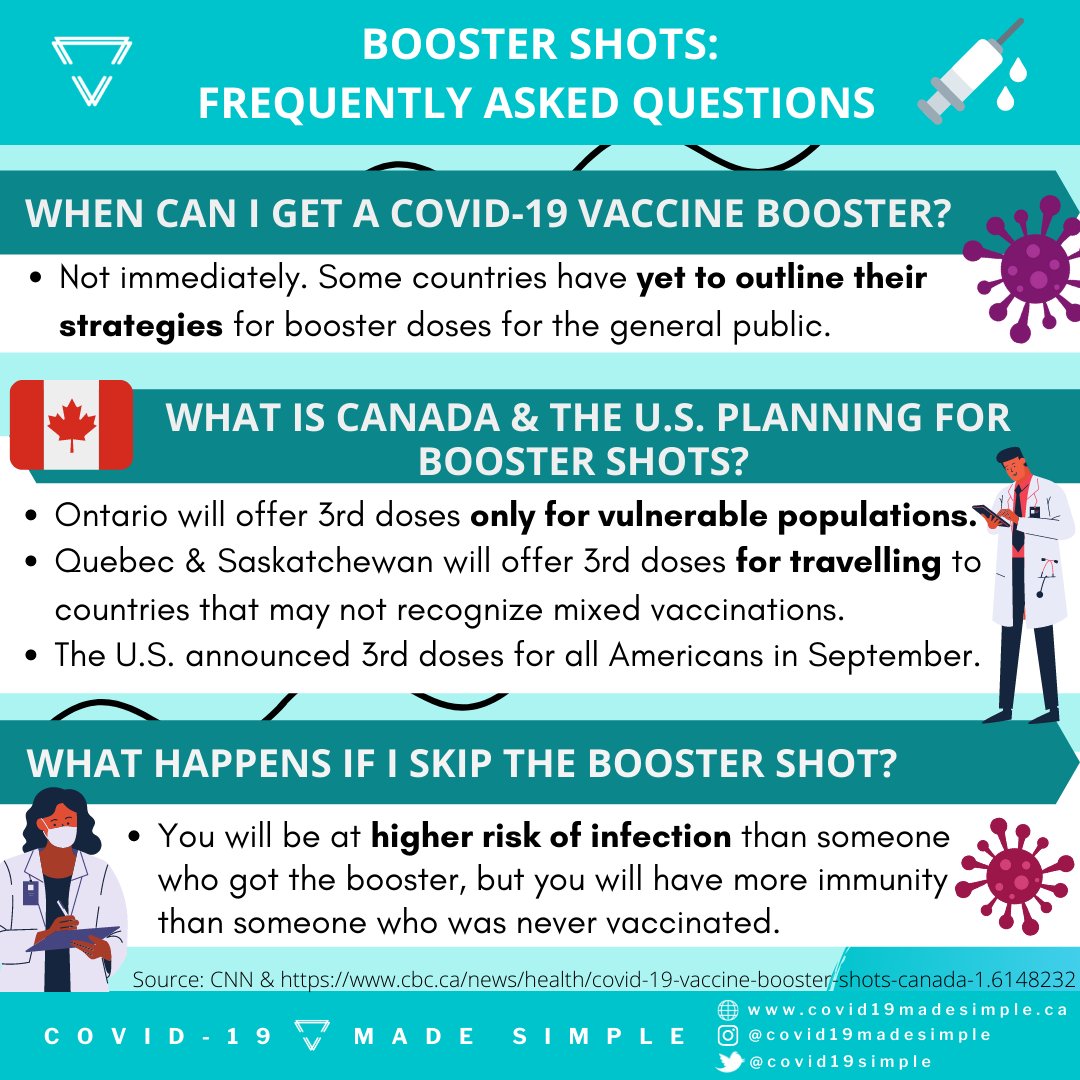 BOOSTER SHOTS:
FREQUENTLY ASKED QUESTIONS
WHEN CAN I GET A COVID-19 VACCINE BOOSTER?
• Not immediately. Some countries have yet to outline their
strategies for booster doses for the general public.
WHAT IS CANADA & THE U.S. PLANNING FOR
BOOSTER SHOTS?
• Ontario will offer 3rd doses only for vulnerable populations.
• Quebec & Saskatchewan will offer 3rd doses for travelling to
countries that may not recognize mixed vaccinations.
• The U.S. announced 3rd doses for all Americans in September.
WHAT HAPPENS IF I SKIP THE BOOSTER SHOT?
• You will be at higher risk of infection than someone
who got the booster, but you will have more immunity
than someone who was never vaccinated.
Source: CNN & https://www.cbc.ca/news/health/covid-19-vaccine-booster-shots-canada-1.6148232
COVID-19 MADE SIMPLE
www.covid19madesimple.ca
@covid19madesimple
@covid19simple